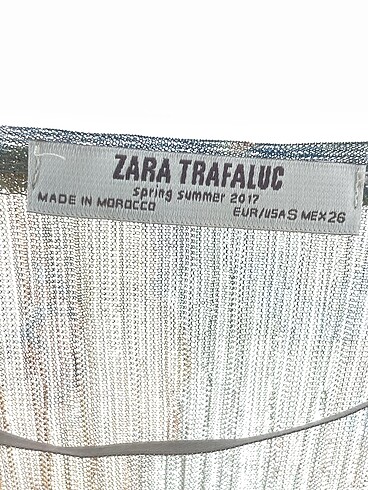 ZARA TRAFALUC
spring summer 2017
MADE IN MOROCCO
EUR/USA S MEX 26